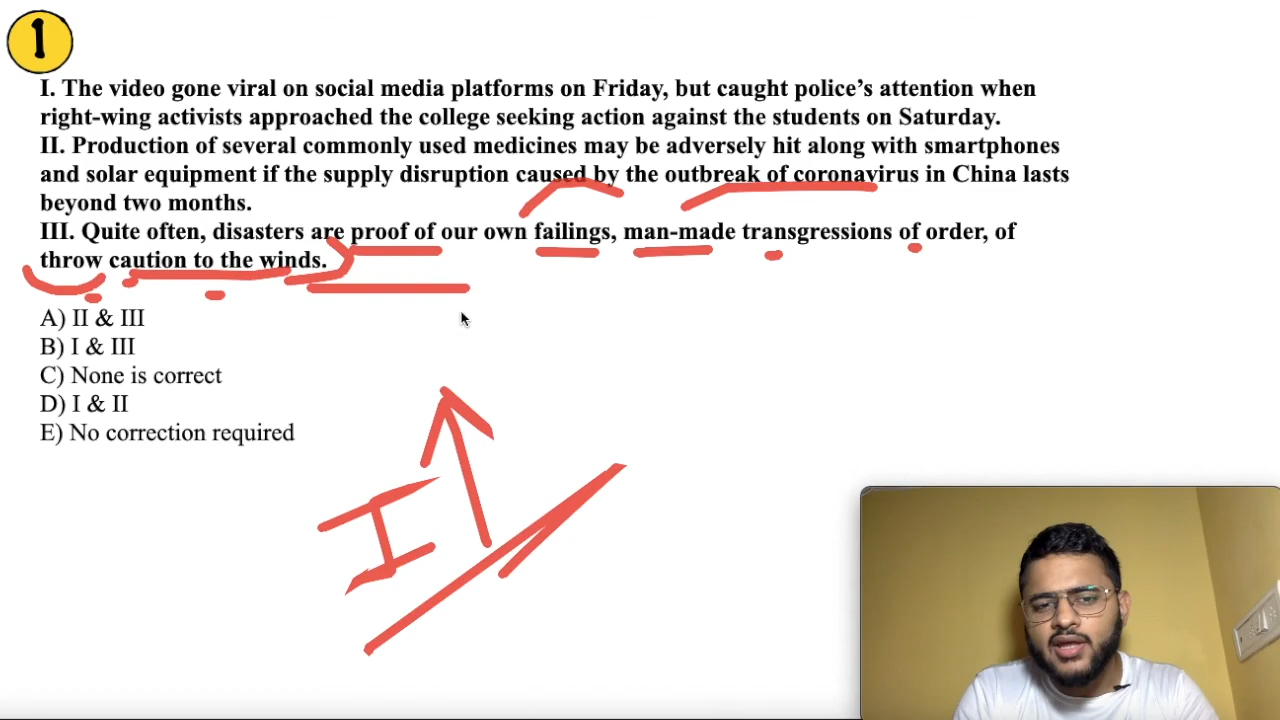 1
I. The video gone viral on social media platforms on Friday, but caught police’s attention when
right-wing activists approached the college seeking action against the students on Saturday.
II. Production of several commonly used medicines may be adversely hit along with smartphones
and solar equipment if the supply disruption caused by the outbreak of coronavirus in China lasts
beyond two months.
III. Quite often, disasters are proof of our own failings, man-made transgressions of order, of
throw caution to the winds.
A) II & III
B) I & III
C) None is correct
D) I & II
E) No correction required